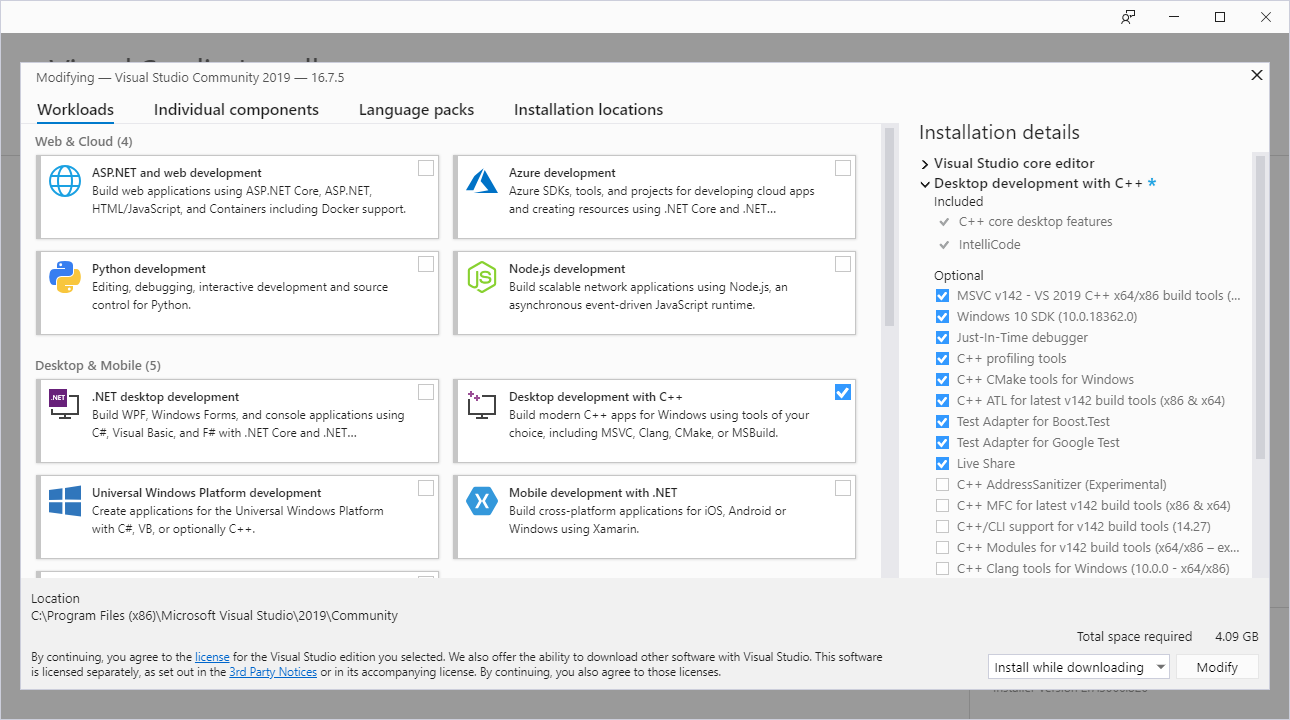 Modifying — Visual Studio Community 2019 — 16.7.5
Workloads
Individual components
Language packs
Installation locations
Web & Cloud (4)
ASP.NET and web development
Build web applications using ASP.NET Core, ASP.NET,
HTML/JavaScript, and Containers including Docker support.
Azure development
Azure SDKs, tools, and projects for developing cloud apps
and creating resources using .NET Core and .NET...
Python development
Editing, debugging, interactive development and source
control for Python.
JS
Node.js development
Build scalable network applications using Node.js, an
asynchronous event-driven JavaScript runtime.
Desktop & Mobile (5)
.NET
.NET desktop development
Build WPF, Windows Forms, and console applications using
C#, Visual Basic, and F# with .NET Core and .NET...
Desktop development with C++
Build modern C++ apps for Windows using tools of your
choice, including MSVC, Clang, CMake, or MSBuild.
Universal Windows Platform development
Create applications for the Universal Windows Platform
with C#, VB, or optionally C++.
Mobile development with .NET
Build cross-platform applications for iOS, Android or
Windows using Xamarin.
Installation details
Visual Studio core editor
Desktop development with C++ *
Included
C++ core desktop features
IntelliCode
Optional
MSVC v142 - VS 2019 C++ x64/x86 build tools (...
Windows 10 SDK (10.0.18362.0)
Just-In-Time debugger
C++ profiling tools
C++ CMake tools for Windows
C++ ATL for latest v142 build tools (x86 & x64)
Test Adapter for Boost.Test
Test Adapter for Google Test
Live Share
C++ AddressSanitizer (Experimental)
C++ MFC for latest v142 build tools (x86 & x64)
C++/CLI support for v142 build tools (14.27)
C++ Modules for v142 build tools (x64/x86 – ex...
C++ Clang tools for Windows (10.0.0 - x64/x86)
Location
C:\Program Files (x86)\Microsoft Visual Studio\2019\Community
Total space required 4.09 GB
By continuing, you agree to the license for the Visual Studio edition you selected. We also offer the ability to download other software with Visual Studio. This software
is licensed separately, as set out in the 3rd Party Notices or in its accompanying license. By continuing, you also agree to those licenses.
Install while downloading
Modify